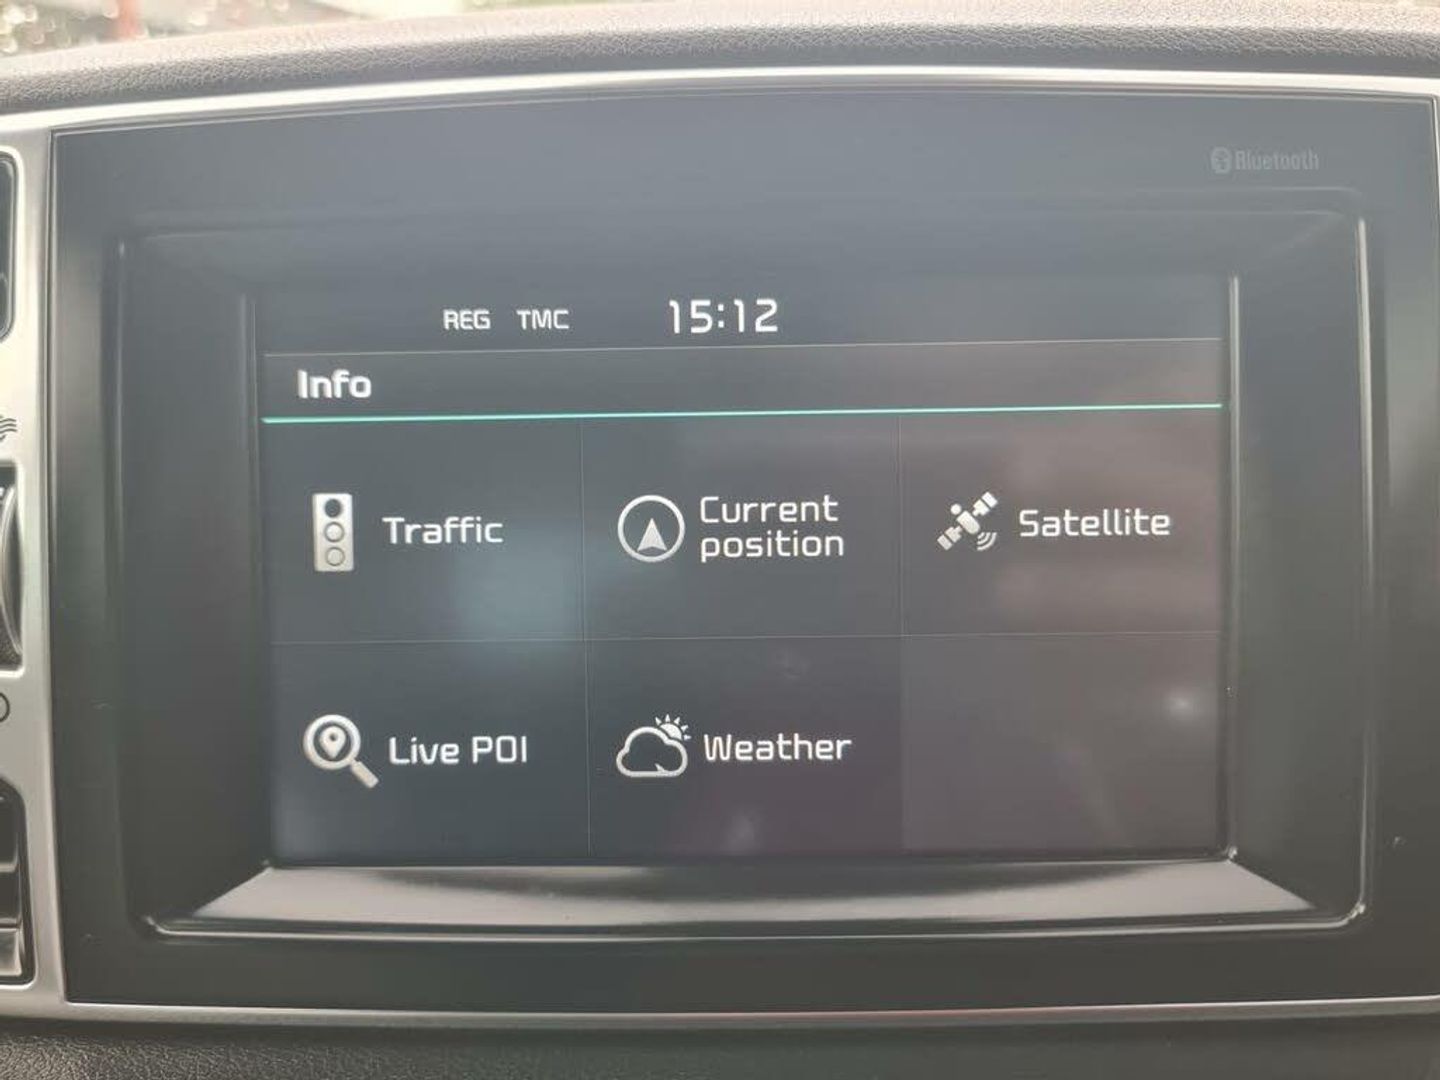 Bluetooth
REG TMC 15:12
Info
Traffic
Current
position
Satellite
Live POI
Weather